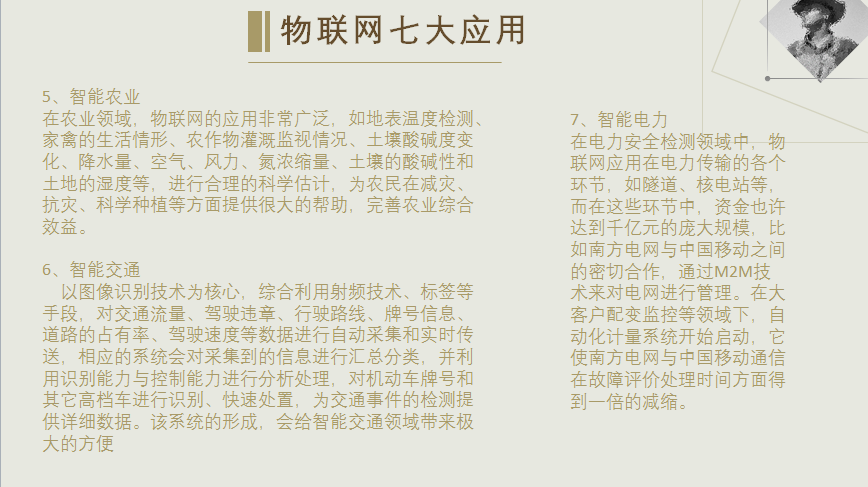 物联网七大应用
5、智能农业
在农业领域，物联网的应用非常广泛，如地表温度检测、
家禽的生活情形、农作物灌溉监视情况、土壤酸碱度变
化、降水量、空气、风力、氮浓缩量、土壤的酸碱性和
土地的湿度等，进行合理的科学估计，为农民在减灾、
抗灾、科学种植等方面提供很大的帮助，完善农业综合
效益。
6、智能交通
以图像识别技术为核心，综合利用射频技术、标签等
手段，对交通流量、驾驶违章、行驶路线、牌号信息、
道路的占有率、驾驶速度等数据进行自动采集和实时传
送，相应的系统会对采集到的信息进行汇总分类，并利
用识别能力与控制能力进行分析处理，对机动车牌号和
其它高档车进行识别、快速处置，为交通事件的检测提
供详细数据。该系统的形成，会给智能交通领域带来极
大的方便
7、智能电力
在电力安全检测领域中，物
联网应用在电力传输的各个
环节，如隧道、核电站等，
而在这些环节中，资金也许
达到千亿元的庞大规模，比
如南方电网与中国移动之间
的密切合作，通过M2M技
术来对电网进行管理。在大
客户配变监控等领域下，自
动化计量系统开始启动，它
使南方电网与中国移动通信
在故障评价处理时间方面得
到一倍的减缩。